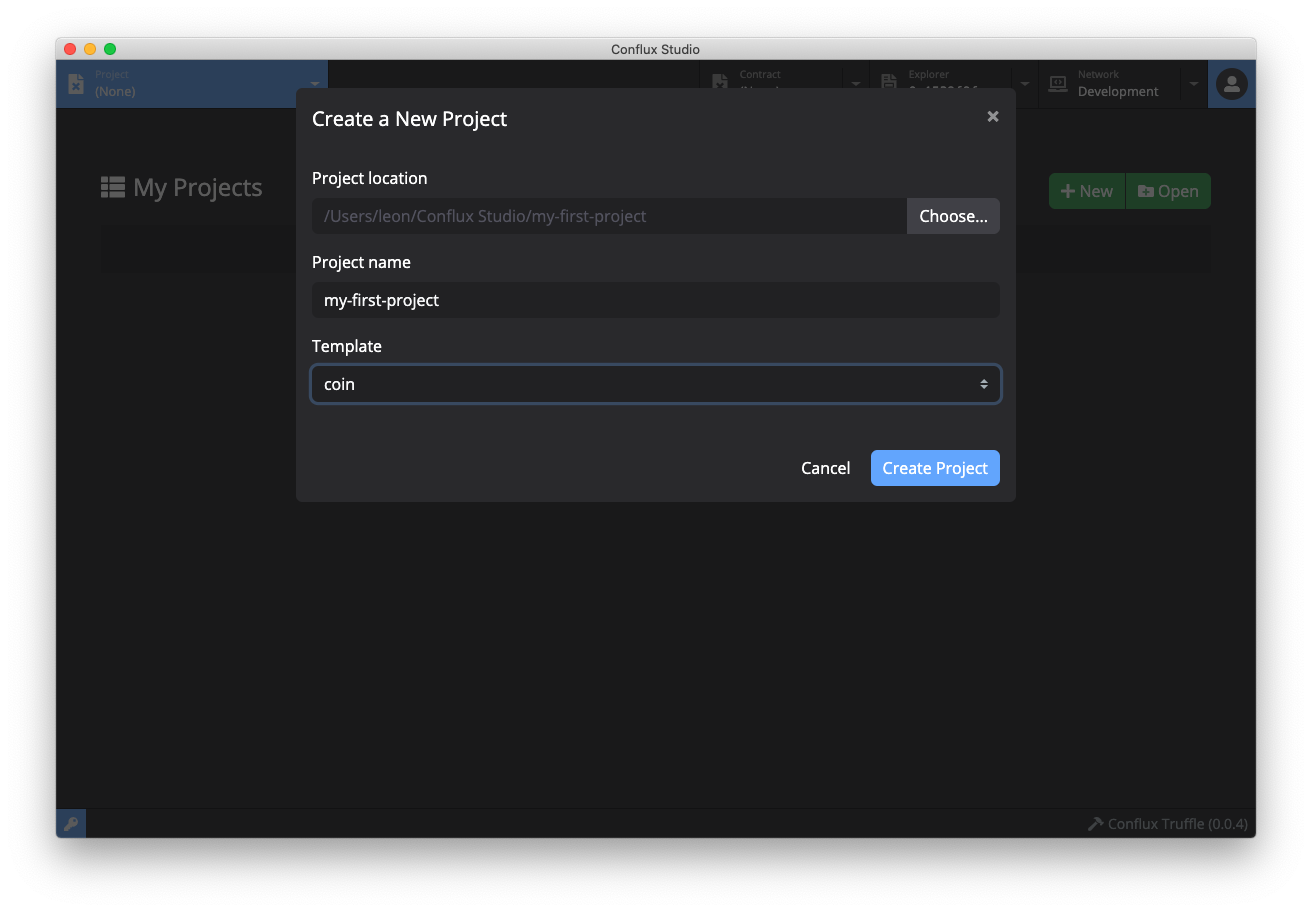 Conflux Studio
Project
(None)
Contract
Explorer
Network
Development
Create a New Project
My Projects
New
Open
Project location
/Users/leon/Conflux Studio/my-first-project
Choose...
Project name
my-first-project
Template
coin
Cancel
Create Project
Conflux Truffle (0.0.4)